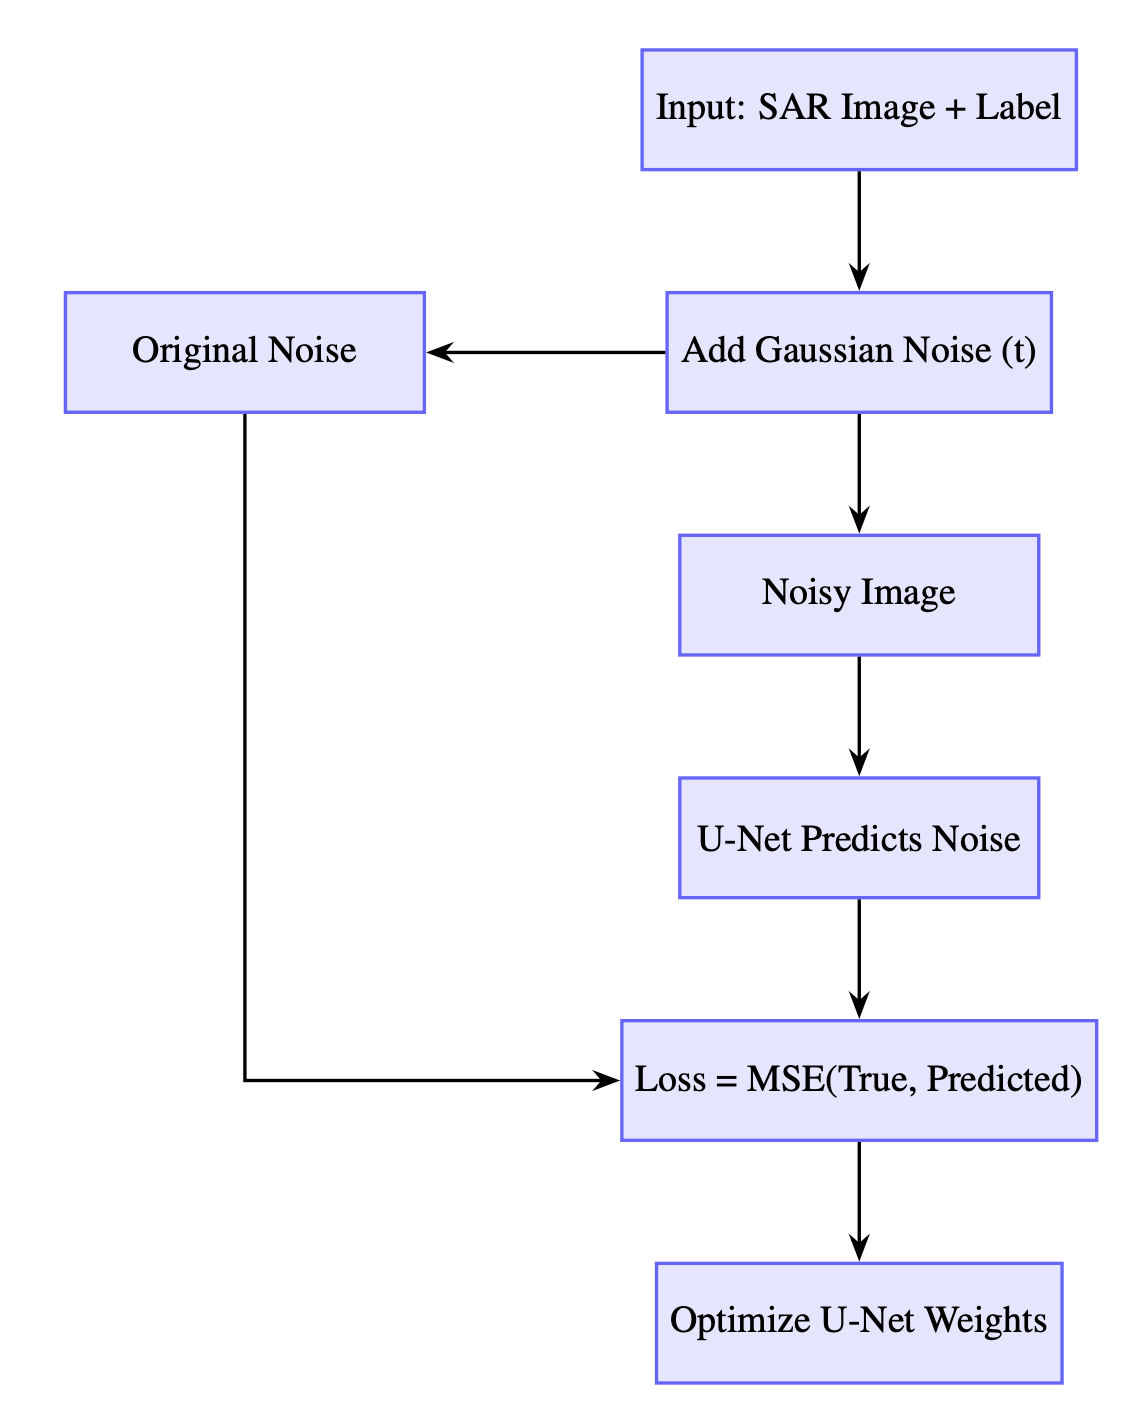 Input: SAR Image + Label
Original Noise
Add Gaussian Noise (t)
Noisy Image
U-Net Predicts Noise
Loss = MSE(True, Predicted)
Optimize U-Net Weights